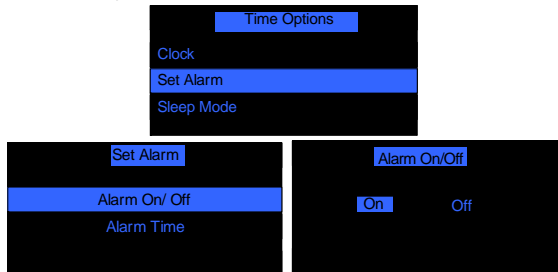 Time Options
Clock
Set Alarm
Sleep Mode
Set Alarm
Alarm On/ Off
Alarm Time
Alarm On/Off
On Off